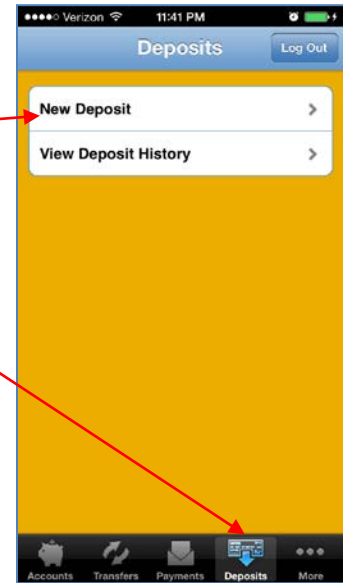 Verizon 11:41 PM
Deposits Log Out
New Deposit
View Deposit History
Accounts Transfers Payments Deposits More